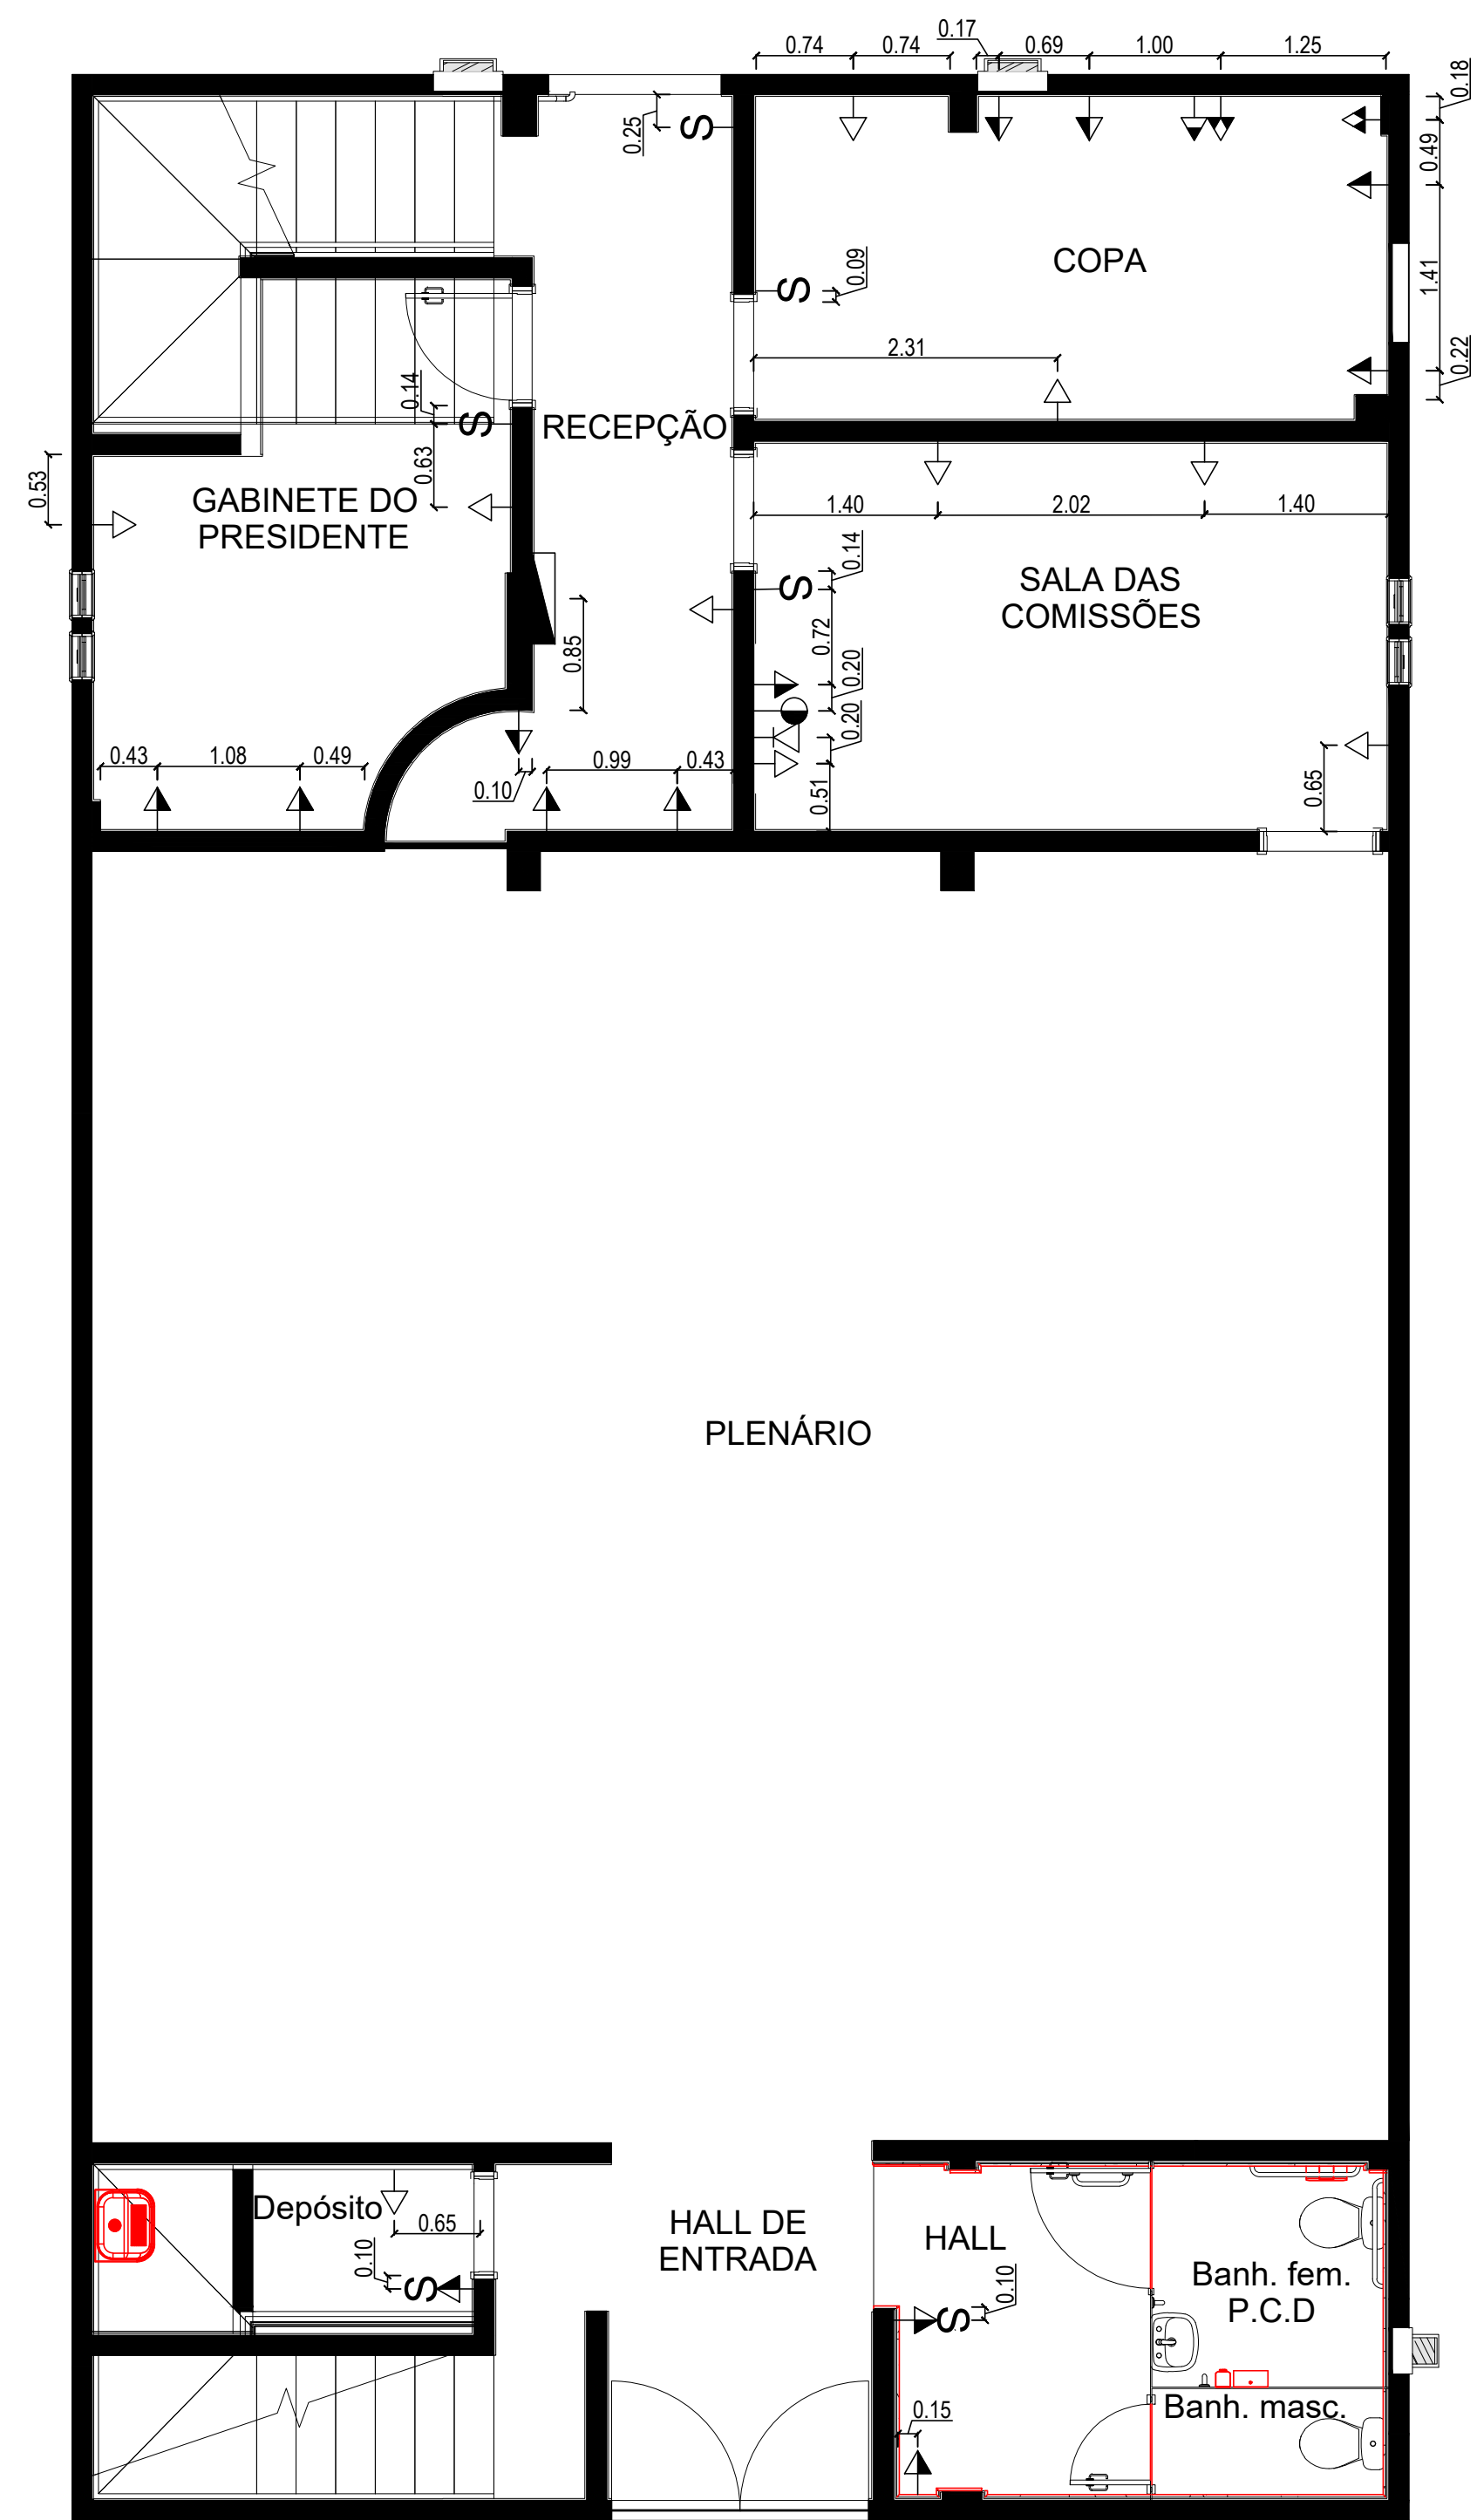 0.17
0.74 0.74 0.69 1.00 1.25
0.18
0.25
S
0.49
COPA
0.09
S
1.41
2.31
0.22
0.14
S
RECEPÇÃO
0.63
0.53
GABINETE DO
PRESIDENTE
1.40 2.02 1.40
0.14
S
SALA DAS
COMISSÕES
0.72
0.85
0.20
0.20
0.43 1.08 0.49
0.99 0.43
0.10
0.51
0.65
PLENÁRIO
Depósito
0.65
0.10
S
HALL DE
ENTRADA
HALL
0.10
S
Banh. fem.
P.C.D
0.15
Banh. masc.